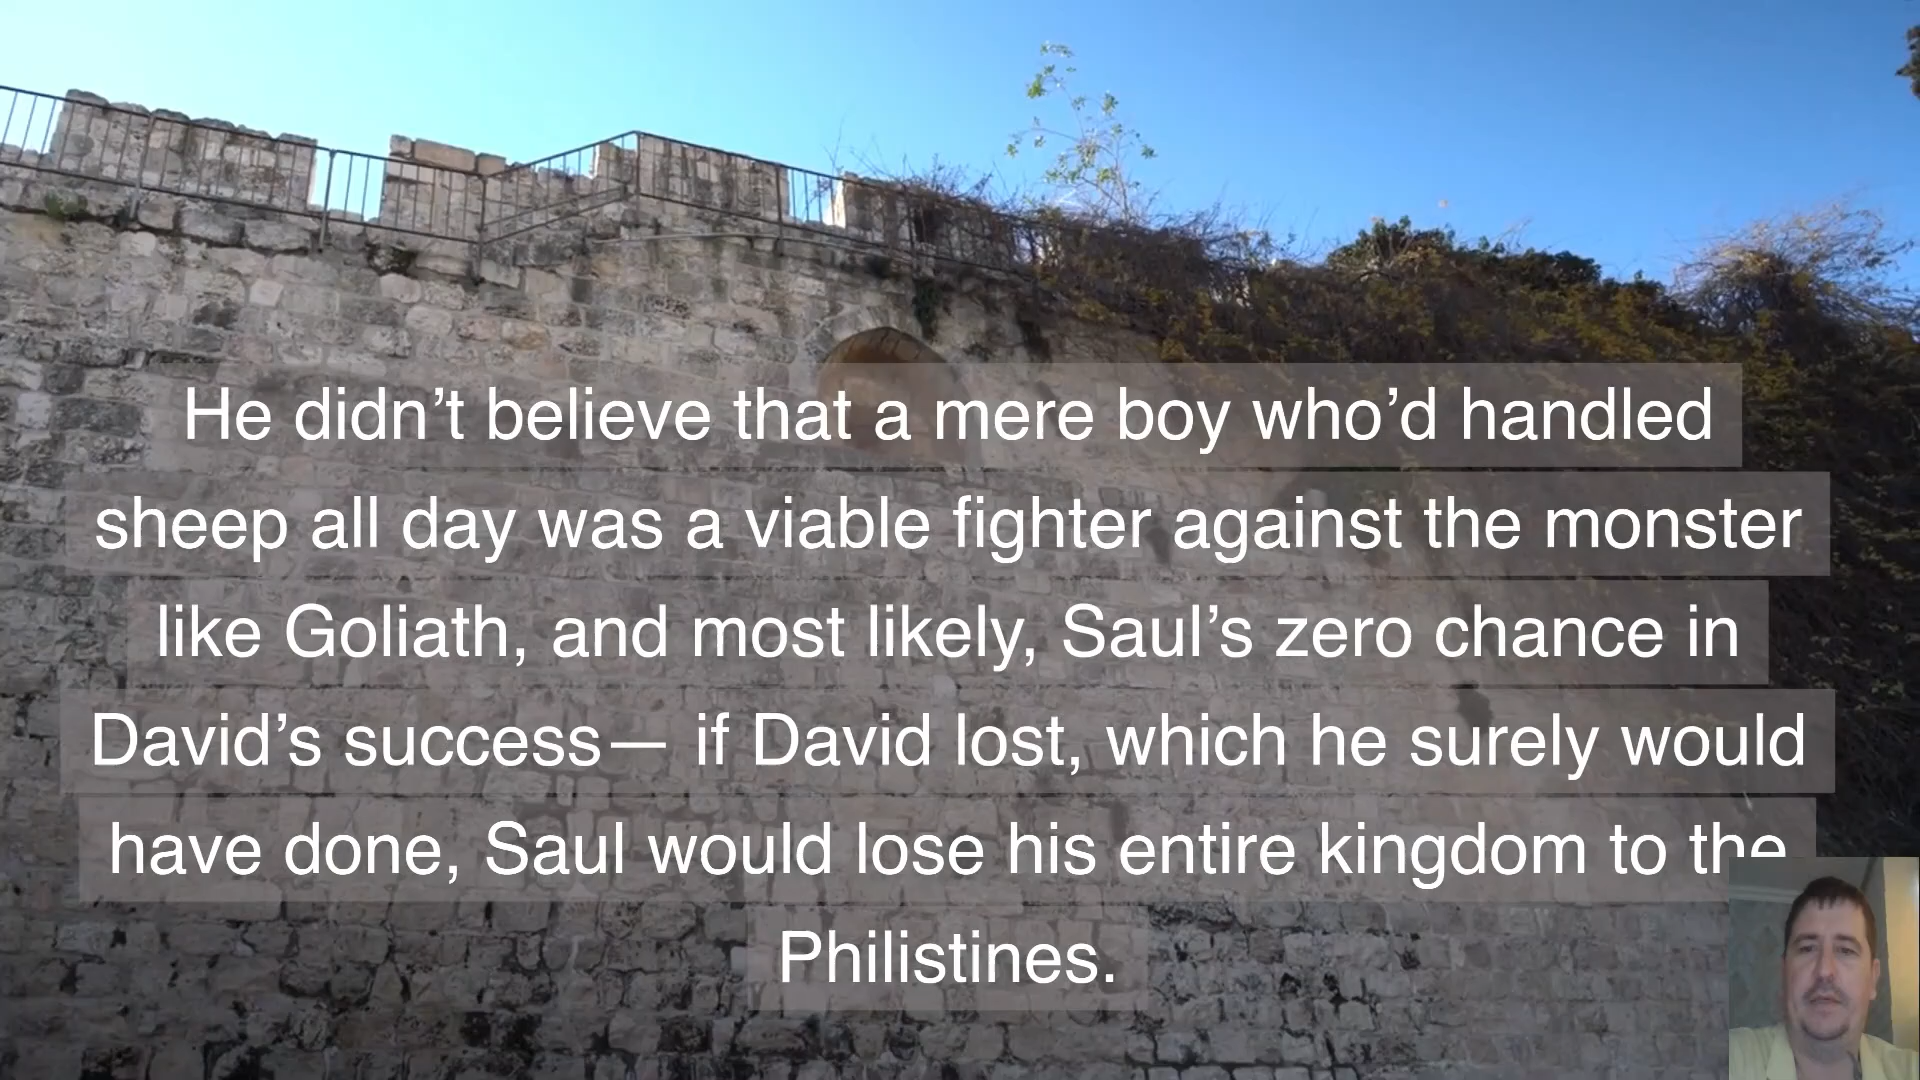 He didn’t believe that a mere boy who’d handled
sheep all day was a viable fighter against the monster
like Goliath, and most likely, Saul’s zero chance in
David’s success— if David lost, which he surely would
have done, Saul would lose his entire kingdom to the
Philistines.